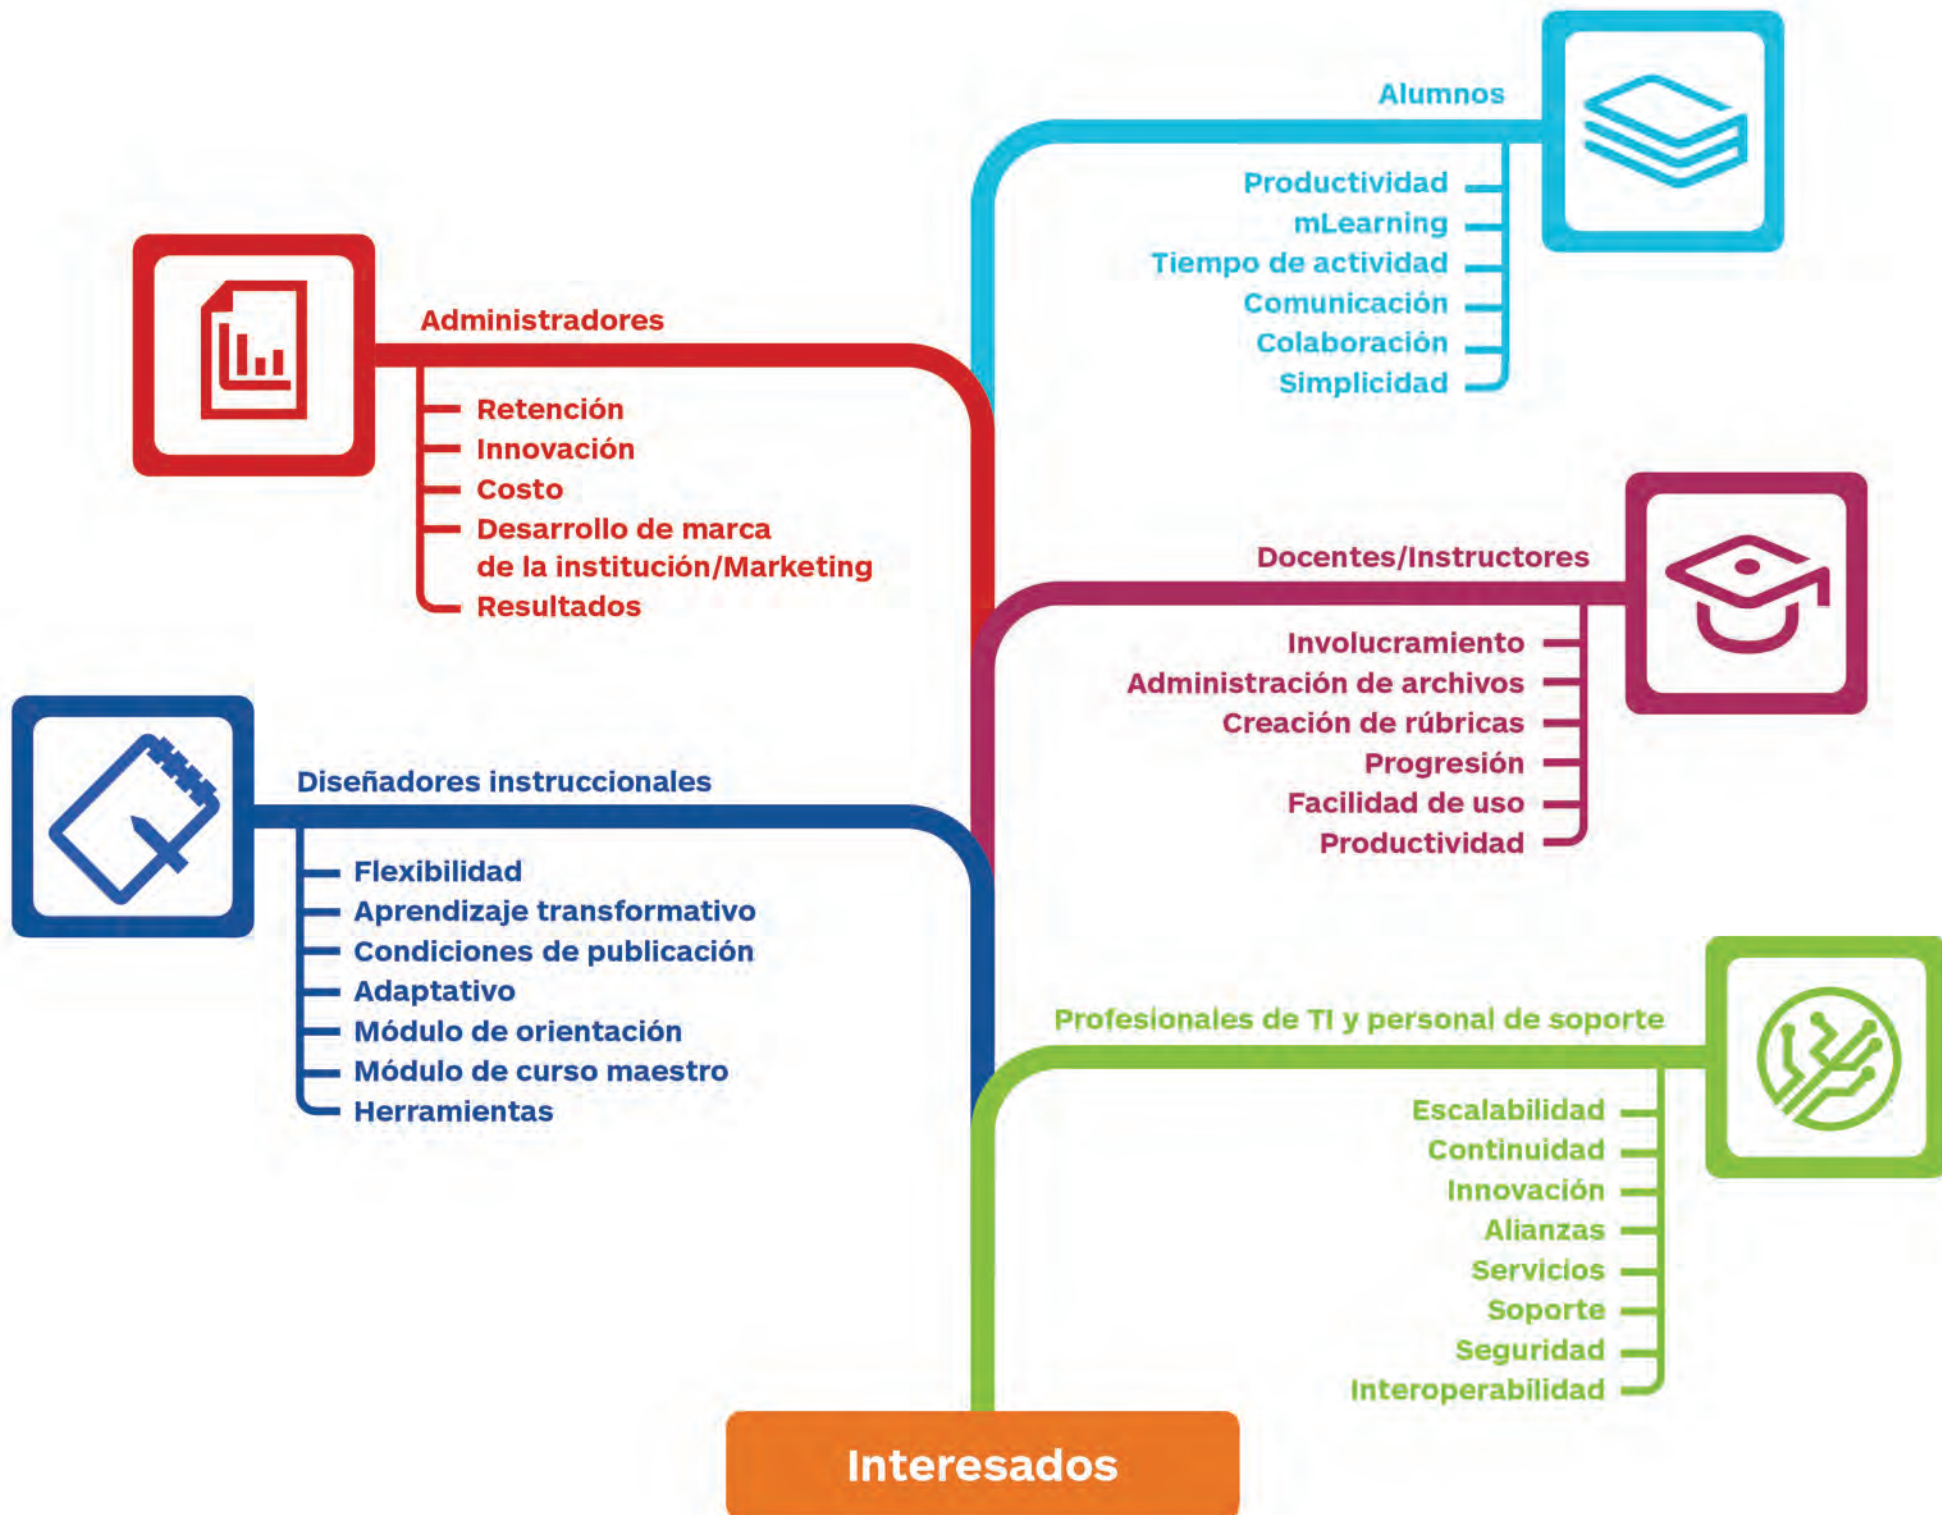 Alumnos
Productividad
mLearning
Tiempo de actividad
Comunicación
Colaboración
Simplicidad
Administradores
Retención
Innovación
Costo
Desarrollo de marca
de la institución/Marketing
Resultados
Docentes/Instructores
Involucramiento
Administración de archivos
Creación de rúbricas
Progresión
Facilidad de uso
Productividad
Diseñadores instruccionales
Flexibilidad
Aprendizaje transformativo
Condiciones de publicación
Adaptativo
Módulo de orientación
Módulo de curso maestro
Herramientas
Profesionales de TI y personal de soporte
Escalabilidad
Continuidad
Innovación
Alianzas
Servicios
Soporte
Seguridad
Interoperabilidad
Interesados